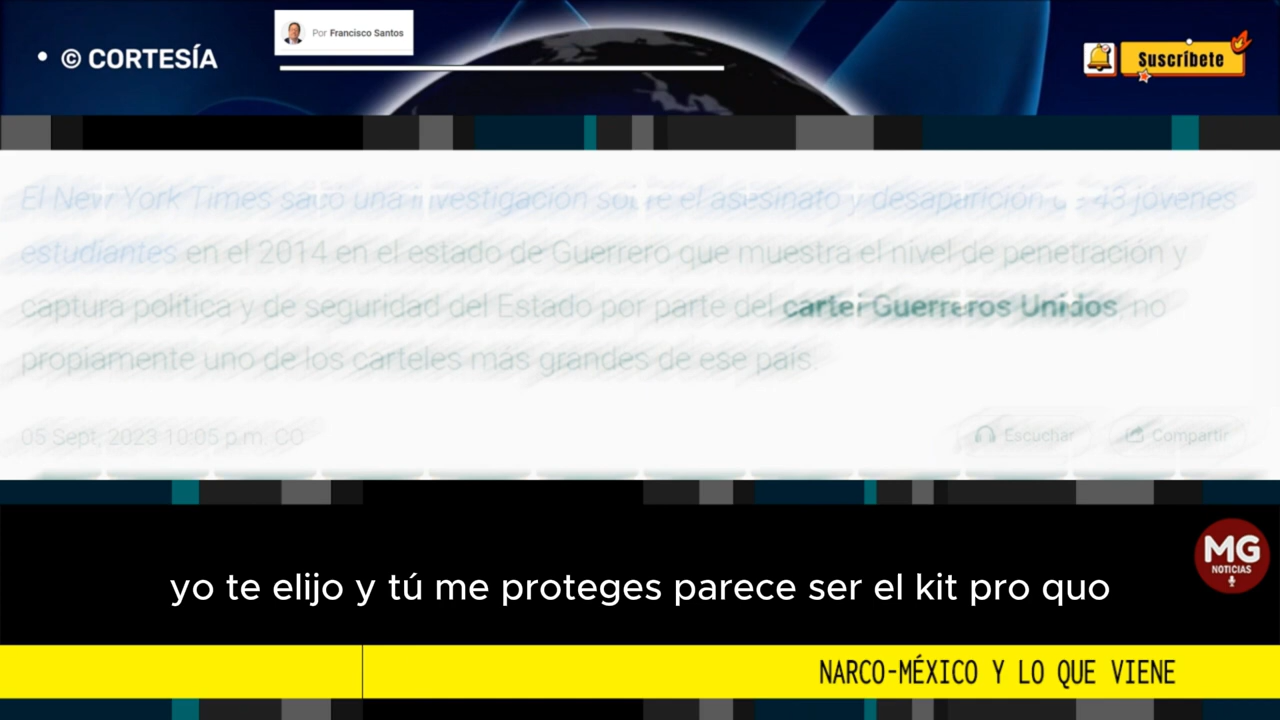 • © CORTESÍA
Por Francisco Santos
Suscríbete
El New York Times sacó una investigación sobre el asesinato y desaparición de 43 jóvenes
estudiantes en el 2014 en el estado de Guerrero que muestra el nivel de penetración y
captura política y de seguridad del Estado por parte del cartel Guerreros Unidos, no
propiamente uno de los carteles más grandes de ese país.
05 Sept, 2023 10:05 p.m. CO
Escuchar
Compartir
MG
NOTICIAS
yo te elijo y tú me proteges parece ser el kit pro quo
NARCO-MÉXICO Y LO QUE VIENE